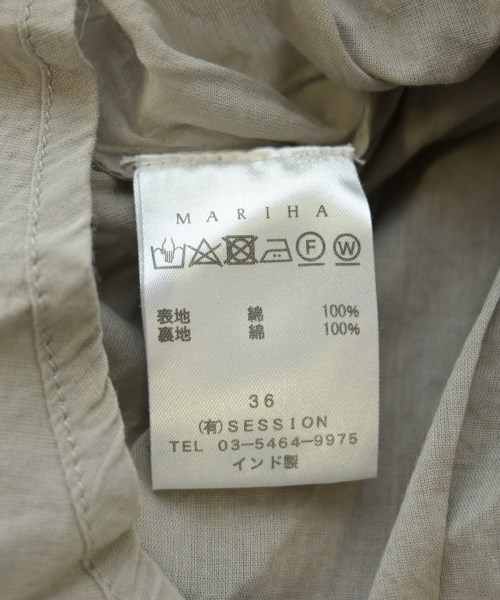 MARIHA
F W
表地 綿 100%
裏地 綿 100%
36
(有)SESSION
TEL 03-5464-9975
インド製